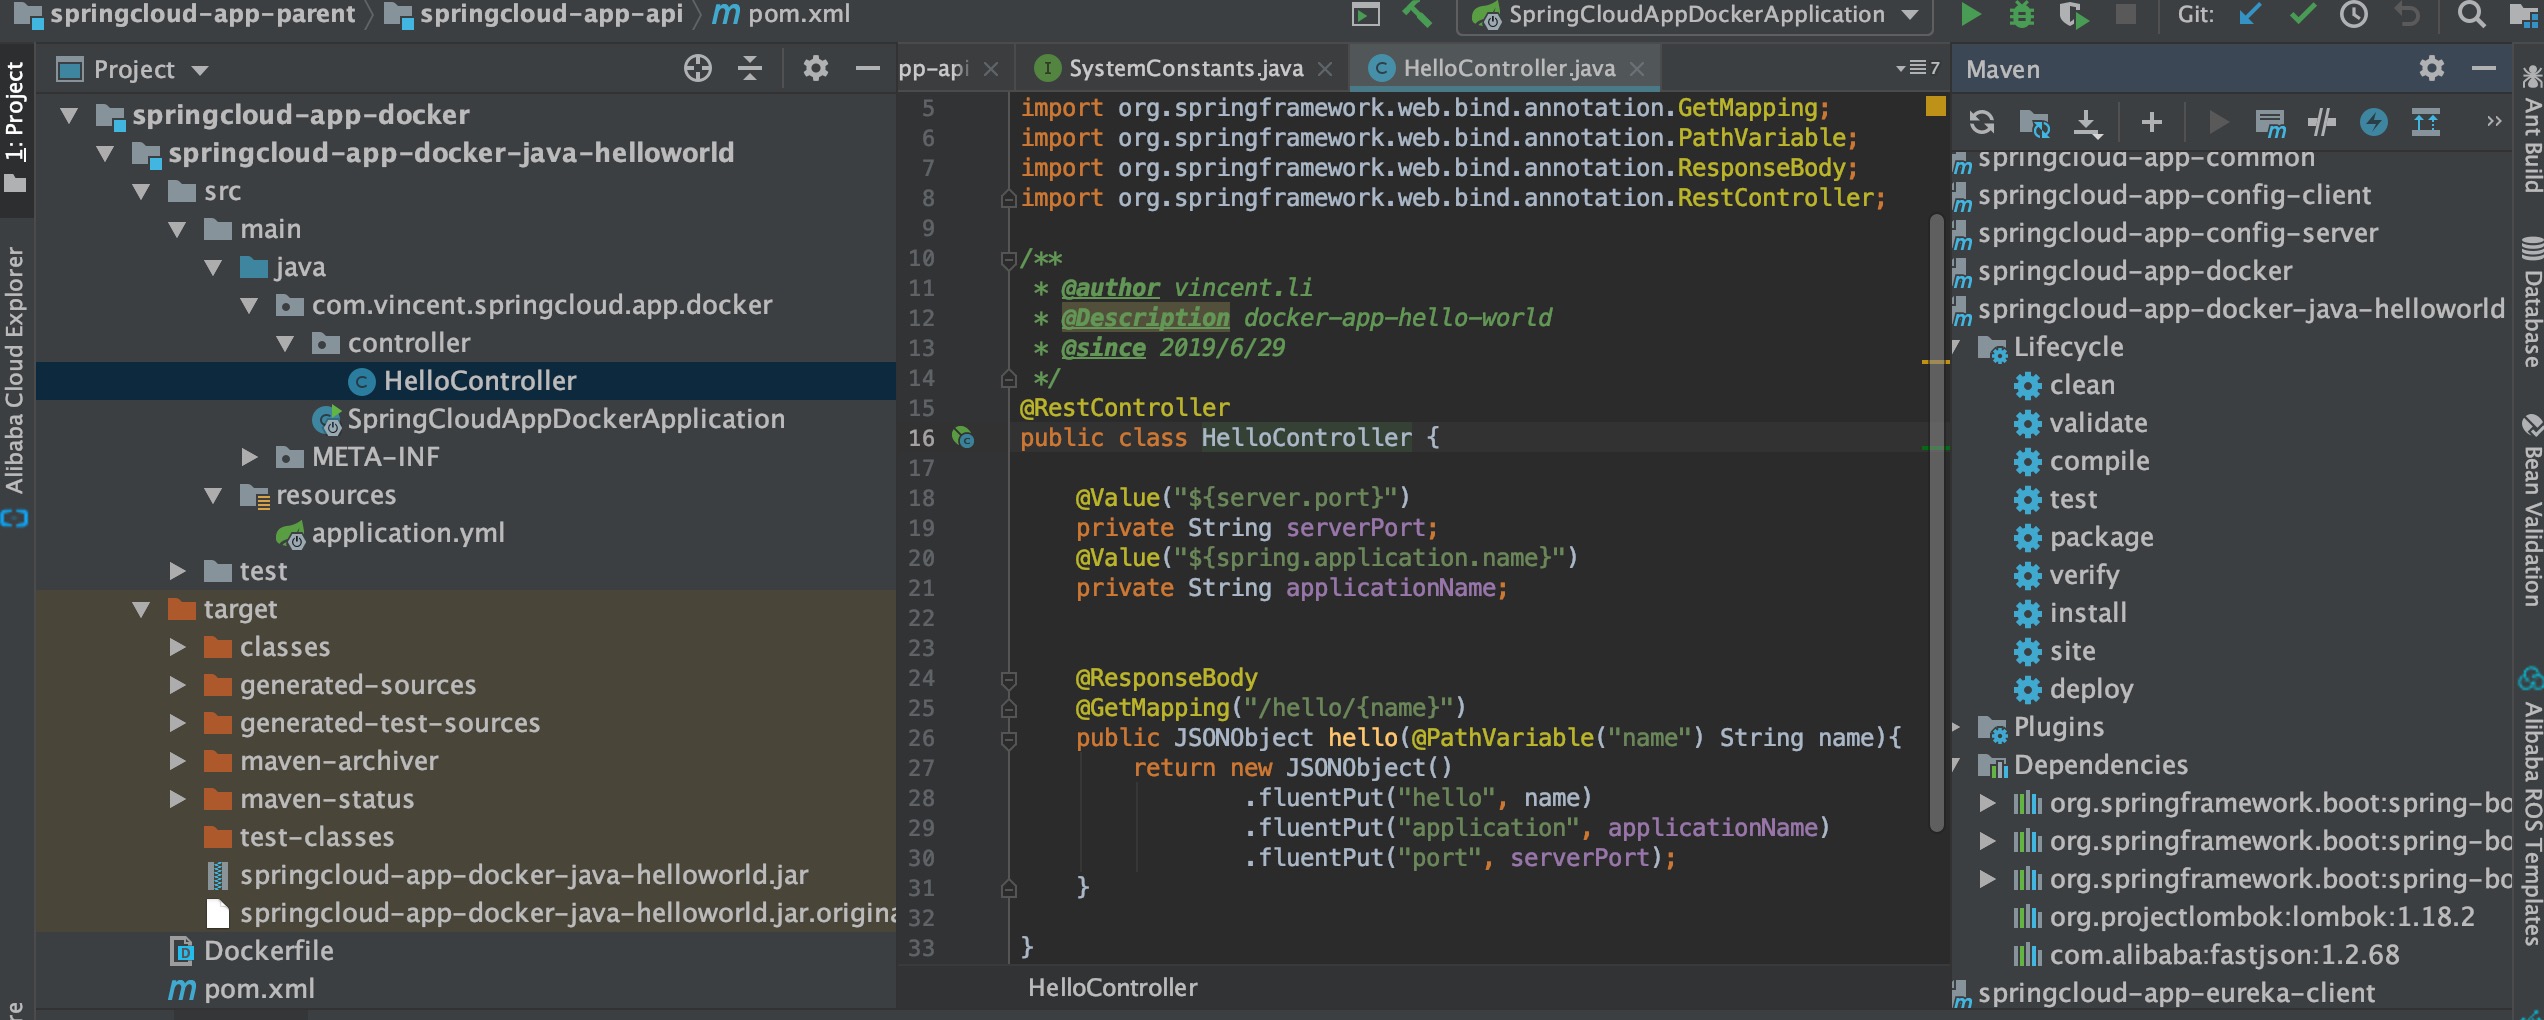 springcloud-app-parent springcloud-app-api pom.xml
SpringCloudAppDockerApplication Git:
1: Project
Alibaba Cloud Explorer
Project
springcloud-app-docker
springcloud-app-docker-java-helloworld
src
main
java
com.vincent.springcloud.app.docker
controller
HelloController
SpringCloudAppDockerApplication
META-INF
resources
application.yml
test
target
classes
generated-sources
generated-test-sources
maven-archiver
maven-status
test-classes
springcloud-app-docker-java-helloworld.jar
springcloud-app-docker-java-helloworld.jar.origina
Dockerfile
pom.xml
pp-api SystemConstants.java HelloController.java 7
5 import org.springframework.web.bind.annotation.GetMapping;
6 import org.springframework.web.bind.annotation.PathVariable;
7 import org.springframework.web.bind.annotation.ResponseBody;
8 import org.springframework.web.bind.annotation.RestController;
9
10 /**
11 * @author vincent.li
12 * @Description docker-app-hello-world
13 * @since 2019/6/29
14 */
15 @RestController
16 public class HelloController {
17
18 @Value("${server.port}")
19 private String serverPort;
20 @Value("${spring.application.name}")
21 private String applicationName;
22
23
24 @ResponseBody
25 @GetMapping("/hello/{name}")
26 public JSONObject hello(@PathVariable("name") String name){
27 return new JSONObject()
28 .fluentPut("hello", name)
29 .fluentPut("application", applicationName)
30 .fluentPut("port", serverPort);
31 }
32
33 }
HelloController
Maven
springcloud-app-common
springcloud-app-config-client
springcloud-app-config-server
springcloud-app-docker
springcloud-app-docker-java-helloworld
Lifecycle
clean
validate
compile
test
package
verify
install
site
deploy
Plugins
Dependencies
org.springframework.boot:spring-bo
org.springframework.boot:spring-bo
org.springframework.boot:spring-bo
org.projectlombok:lombok:1.18.2
com.alibaba:fastjson:1.2.68
springcloud-app-eureka-client
Ant Build
Database
Bean Validation
Alibaba ROS Templates